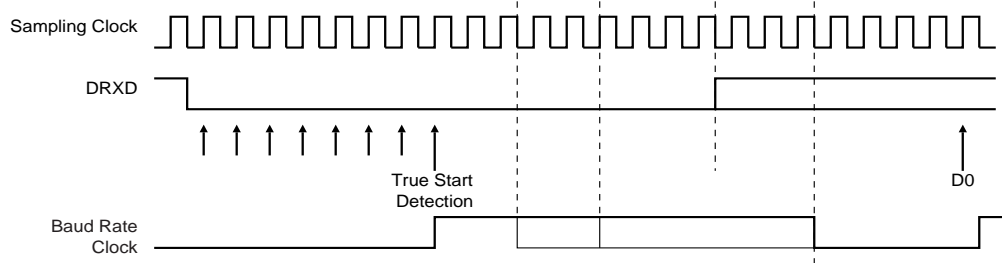 Sampling Clock
DRXD
True Start
Detection
D0
Baud Rate
Clock